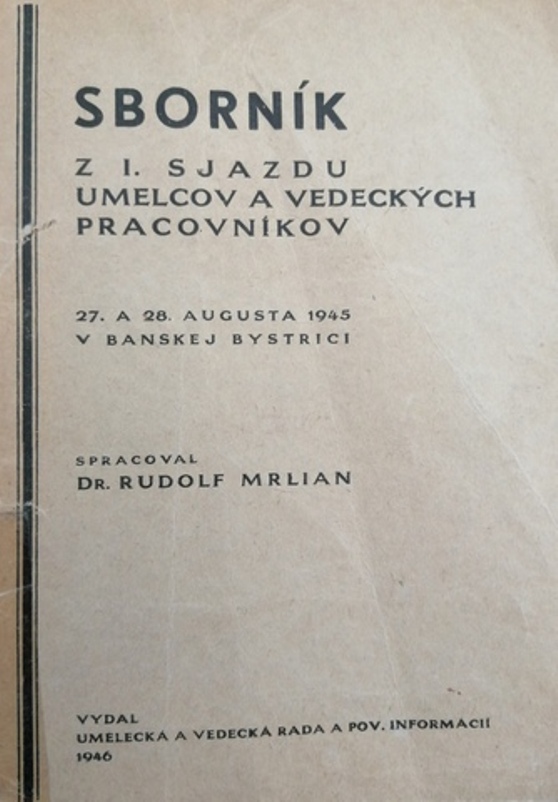 SBORNÍK
Z I. SJAZDU
UMELCOV A VEDECKÝCH
PRACOVNÍKOV
27. A 28. AUGUSTA 1945
V BANSKEJ BYSTRICI
SPRACOVAL
DR. RUDOLF MRLIAN
VYDAL
UMELECKÁ A VEDECKÁ RADA A POV. INFORMÁCIÍ
1946